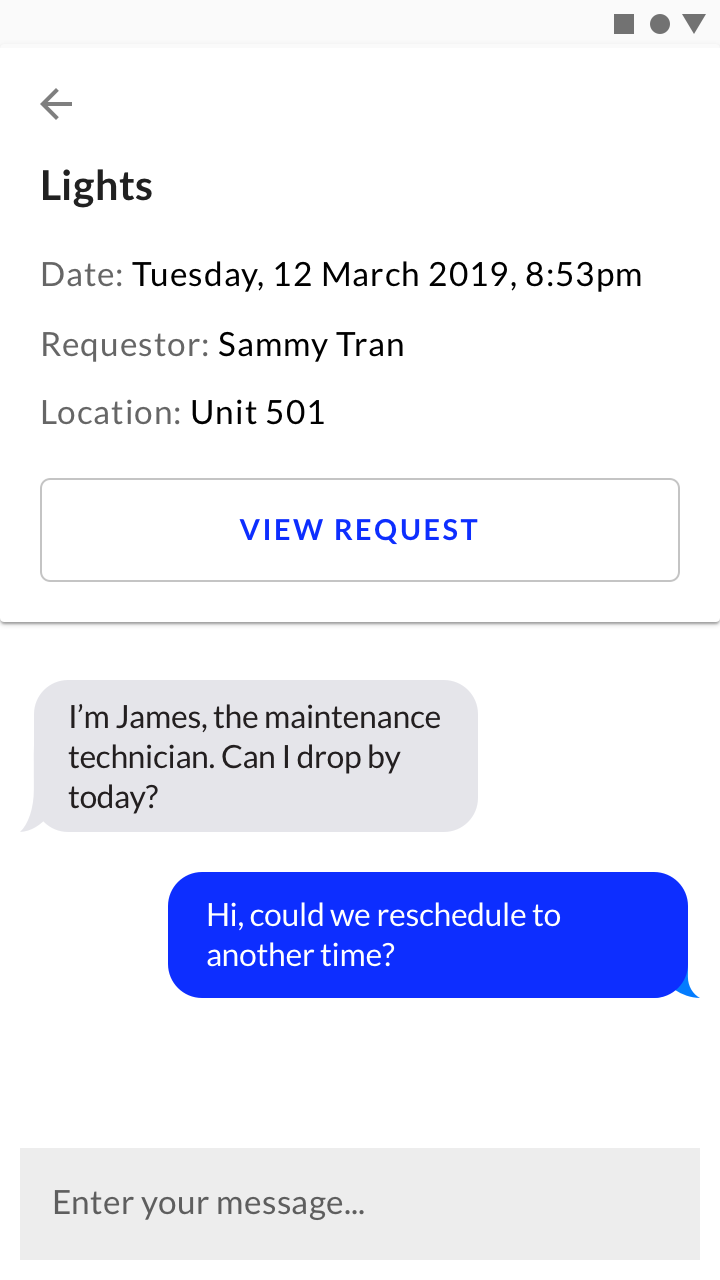 Lights
Date: Tuesday, 12 March 2019, 8:53pm
Requestor: Sammy Tran
Location: Unit 501
VIEW REQUEST
I’m James, the maintenance
technician. Can I drop by
today?
Hi, could we reschedule to
another time?
Enter your message...